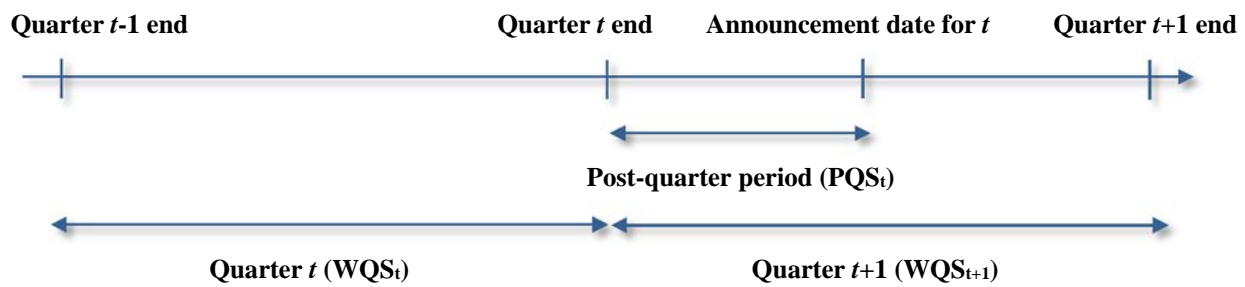 Quarter t-1 end Quarter t end Announcement date for t Quarter t+1 end
Post-quarter period (PQSt)
Quarter t (WQSt) Quarter t+1 (WQSt+1)